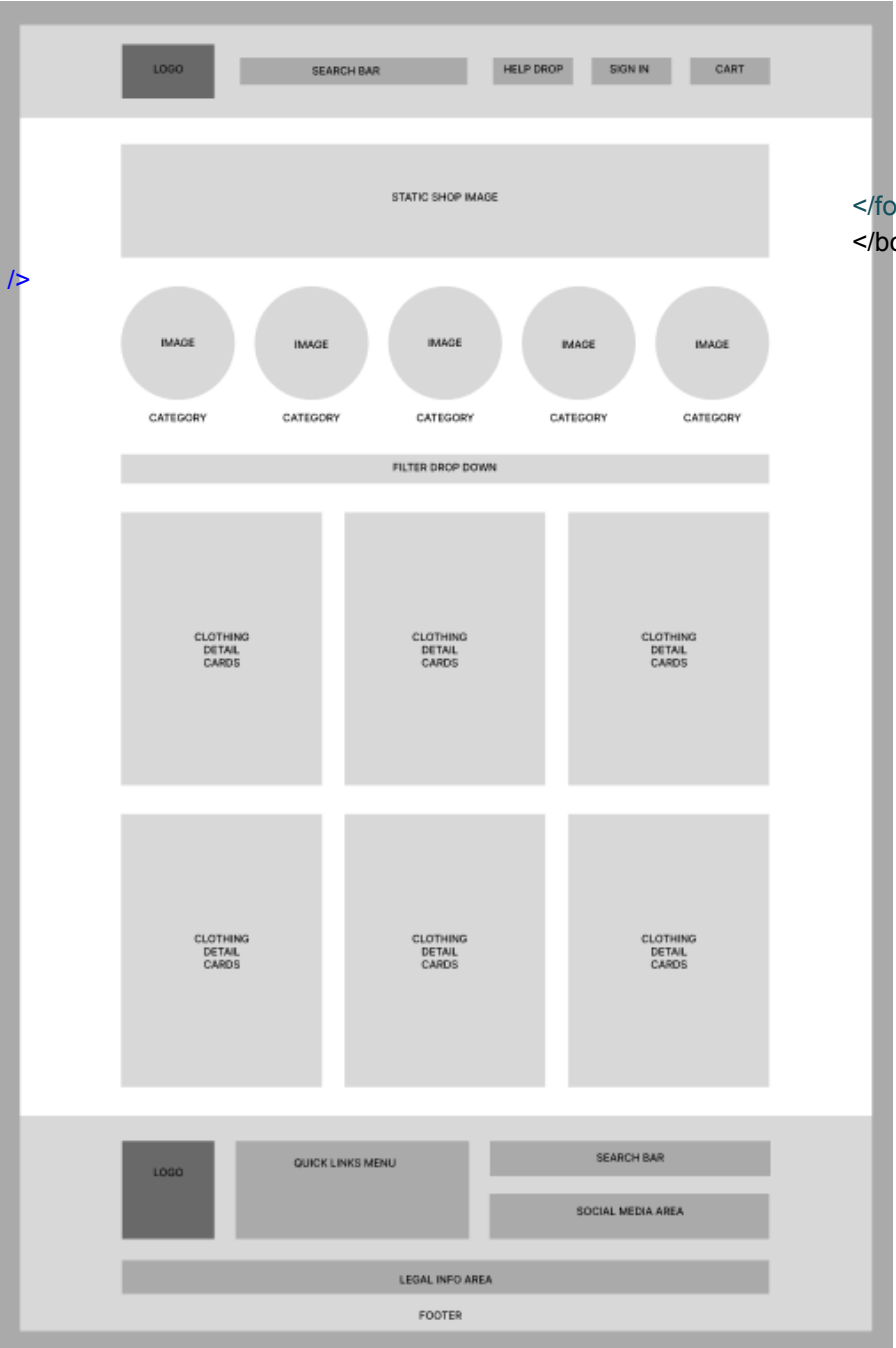 LOGO
SEARCH BAR
HELP DROP
SIGN IN
CART
STATIC SHOP IMAGE
</fo
</bo
/>
IMAGE
IMAGE
IMAGE
IMAGE
IMAGE
CATEGORY
CATEGORY
CATEGORY
CATEGORY
CATEGORY
FILTER DROP DOWN
CLOTHING
DETAIL
CARDS
CLOTHING
DETAIL
CARDS
CLOTHING
DETAIL
CARDS
CLOTHING
DETAIL
CARDS
CLOTHING
DETAIL
CARDS
CLOTHING
DETAIL
CARDS
LOGO
QUICK LINKS MENU
SEARCH BAR
SOCIAL MEDIA AREA
LEGAL INFO AREA
FOOTER